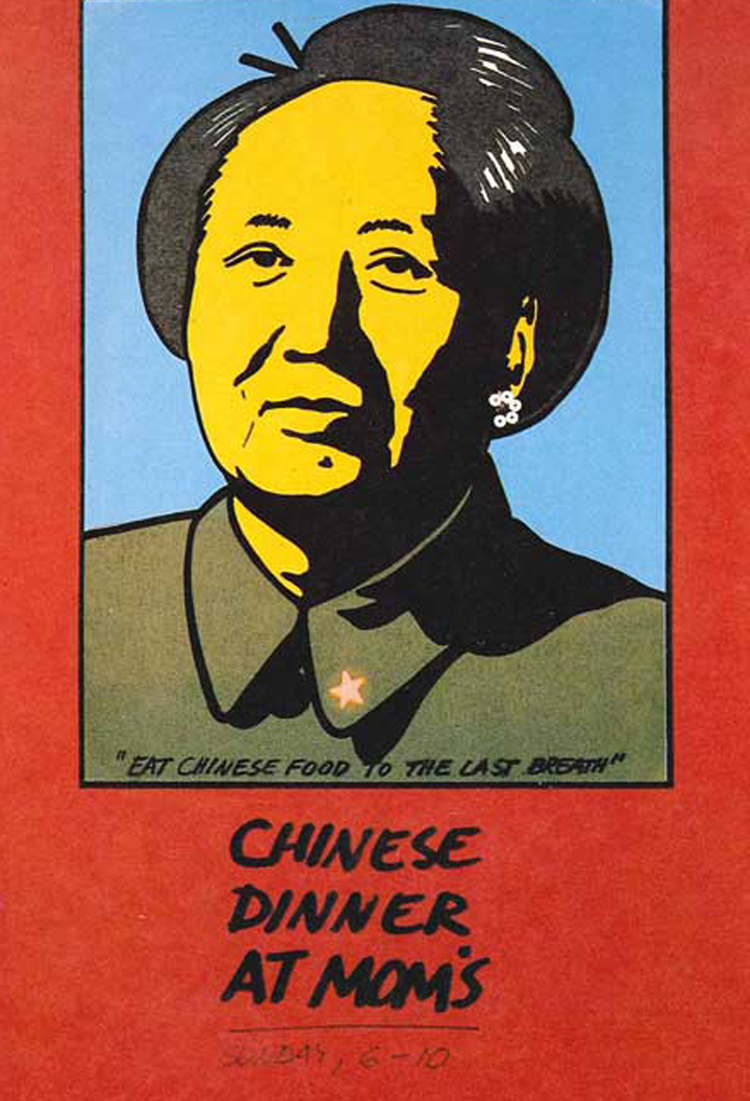 "EAT CHINESE FOOD TO THE LAST BREATH"
CHINESE
DINNER
AT MOM'S
SUNDAY, 6-10